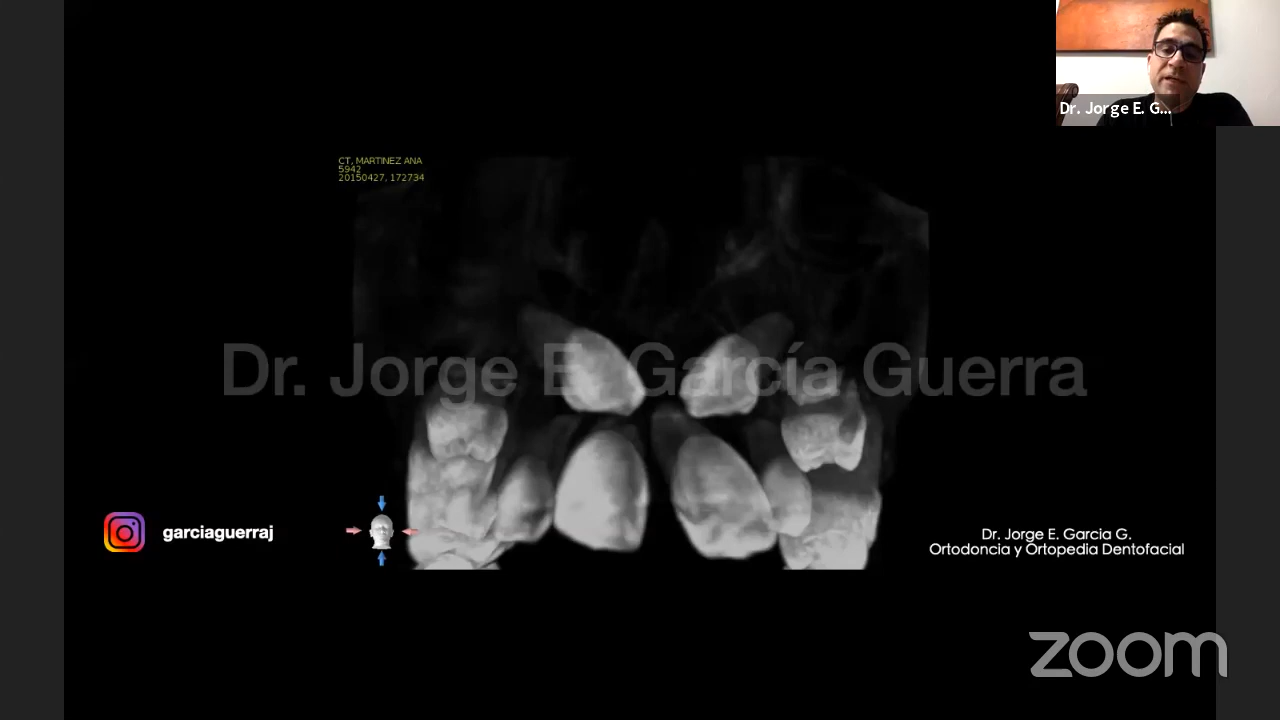 Dr. Jorge E. G...
CT, MARTINEZ ANA
5942
20150427, 172734
Dr. Jorge E. García Guerra
garciaguerraj
Dr. Jorge E. Garcia G.
Ortodoncia y Ortopedia Dentofacial
zoom